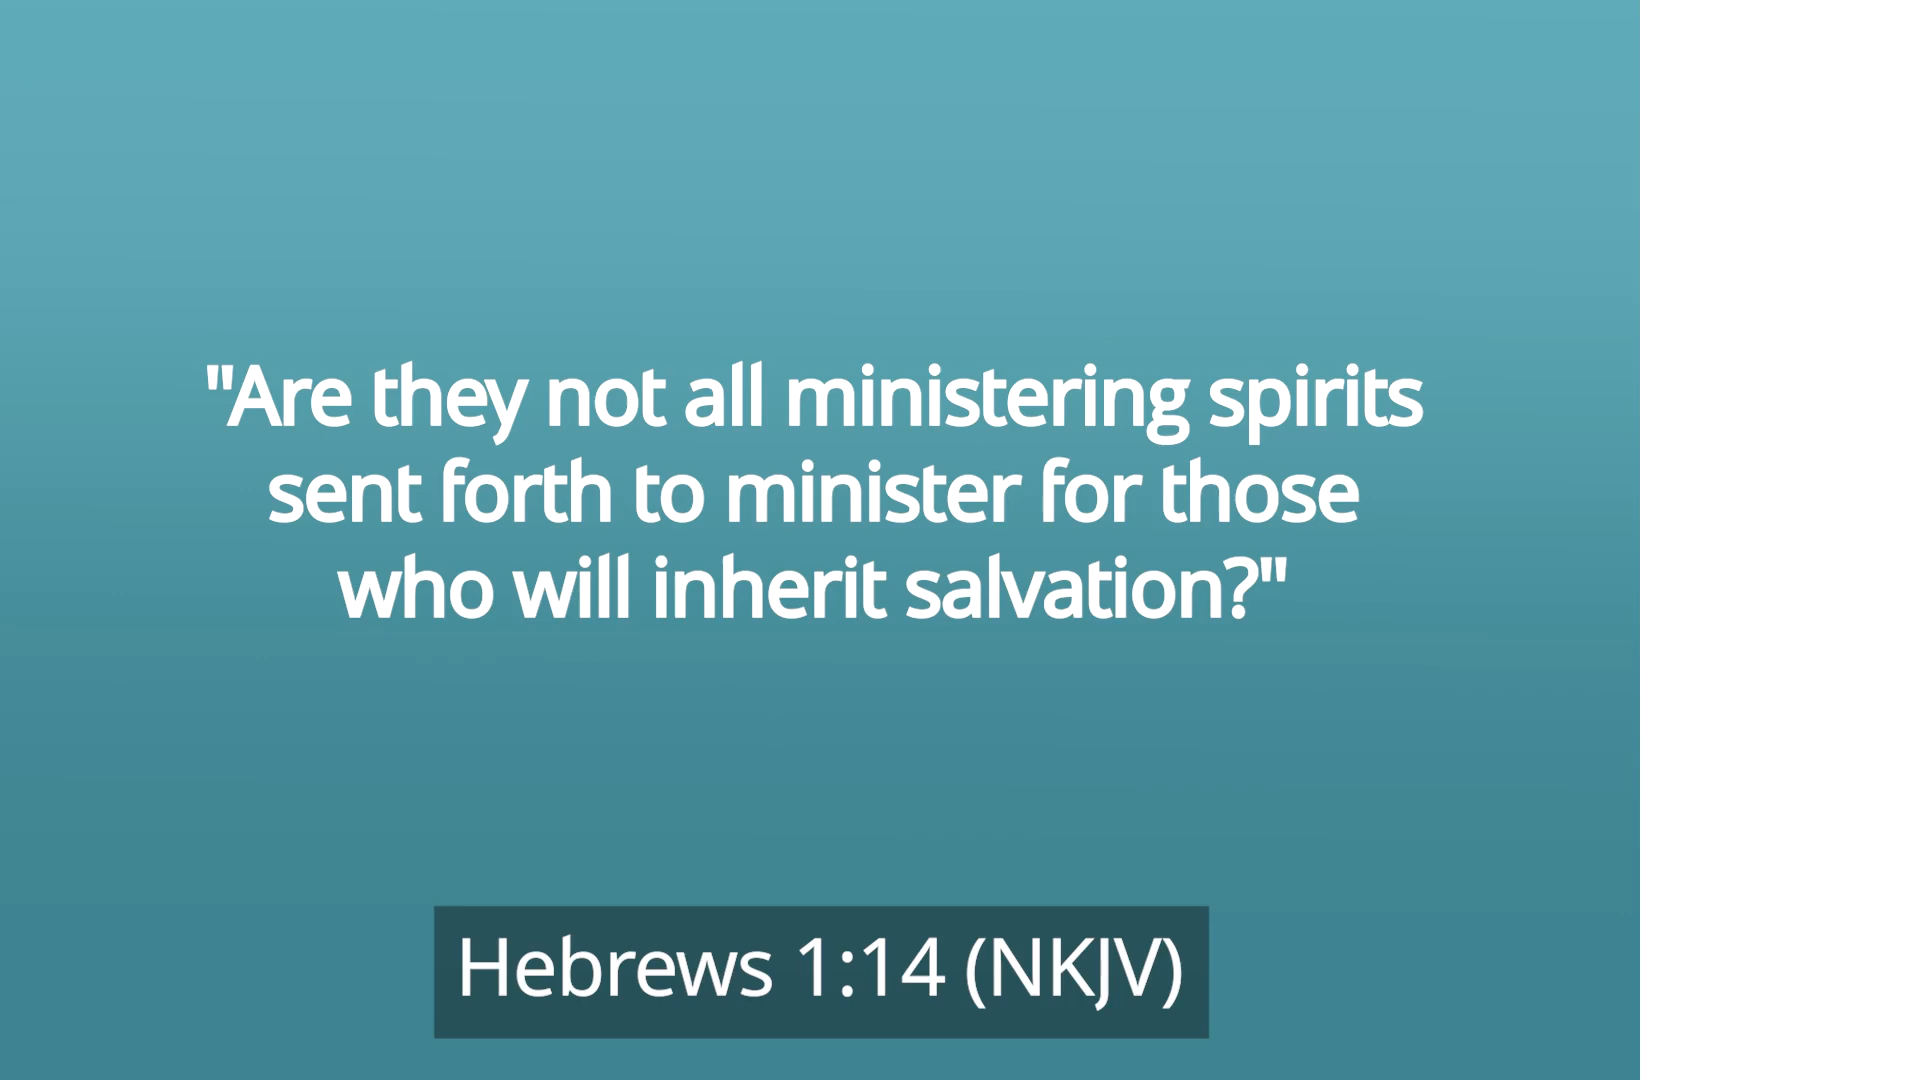 "Are they not all ministering spirits
sent forth to minister for those
who will inherit salvation?"
Hebrews 1:14 (NKJV)